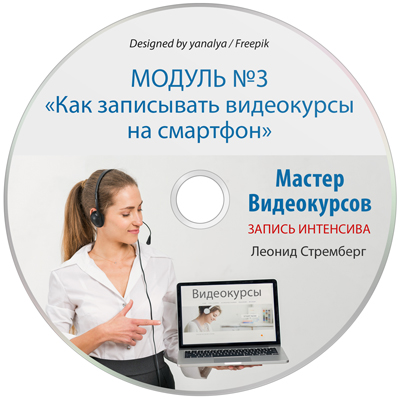 Designed by yanalya / Freepik
МОДУЛЬ №3
«Как записывать видеокурсы
на смартфон»
Мастер
Видеокурсов
ЗАПИСЬ ИНТЕНСИВА
Леонид Стремберг
Видеокурсы